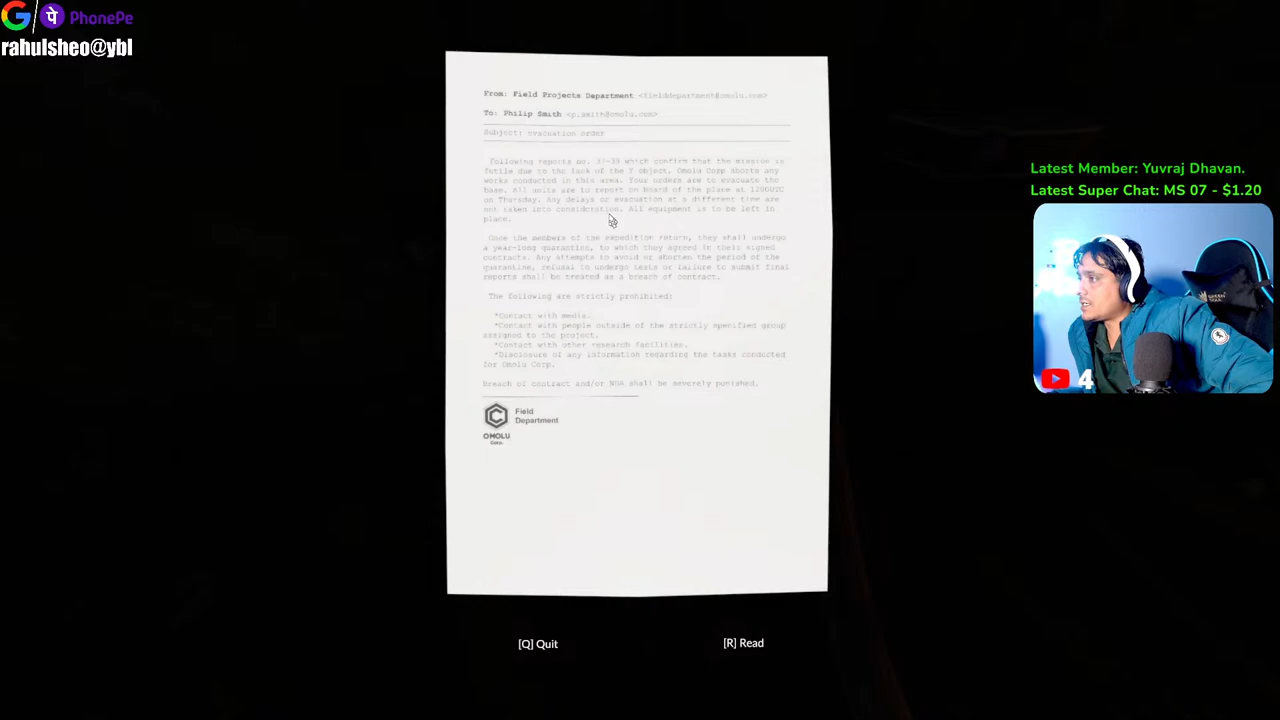 PhonePe
rahulsheo@ybl
From: Field Projects Department <fielddepartment@omolu.com>
To: Philip Smith <p.smith@omolu.com>
Subject: evacuation order
Following reports no. 37-39 which confirm that the mission is
futile due to the lack of the Y object, Omolu Corp aborts any
works conducted in this area. Your orders are to evacuate the
base. All units are to report on board of the plane at 1200UTC
on Thursday. Any delays or evacuation at a different time are
not taken into consideration. All equipment is to be left in
place.
Once the members of the expedition return, they shall undergo
a year-long quarantine, to which they agreed in their signed
contracts. Any attempts to avoid or shorten the period of the
quarantine, refusal to undergo tests or failure to submit final
reports shall be treated as a breach of contract.
The following are strictly prohibited:
*Contact with media.
*Contact with people outside of the strictly specified group
assigned to the project.
*Contact with other research facilities.
*Disclosure of any information regarding the tasks conducted
for Omolu Corp.
Breach of contract and/or NDA shall be severely punished.
Field
Department
OMOLU
Corp.
[Q] Quit
[R] Read
Latest Member: Yuvraj Dhavan.
Latest Super Chat: MS 07 - $1.20
4